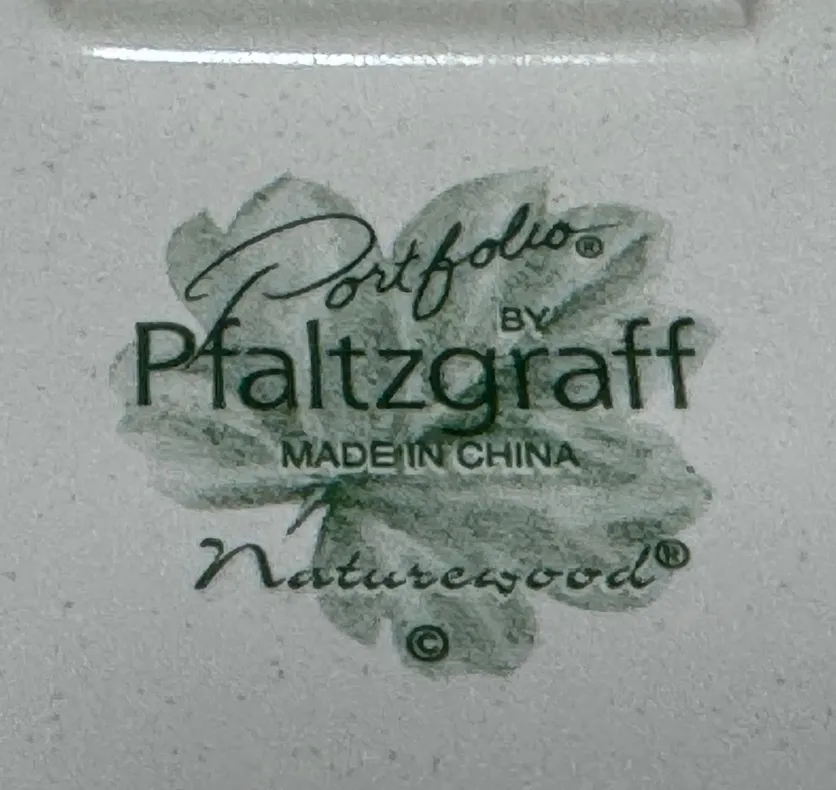 Portfolio®
BY
Pfaltzgraff
MADE IN CHINA
Naturewood®
©